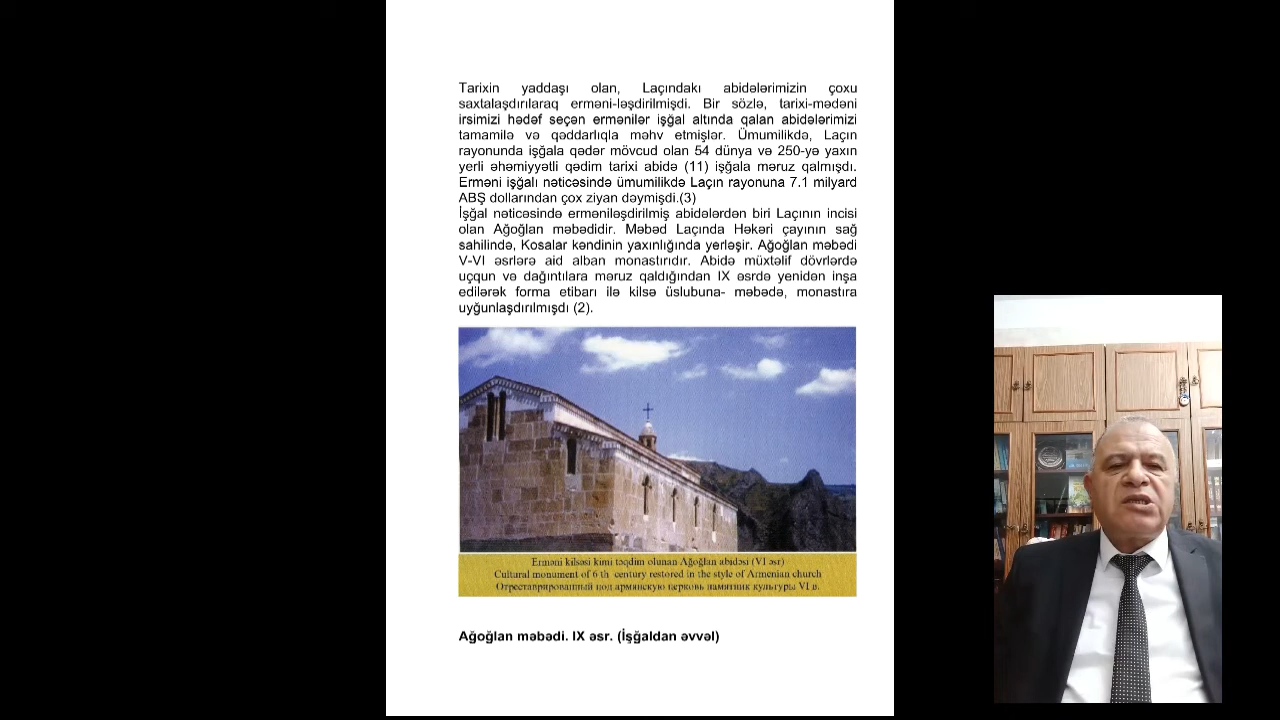 Tarixin yaddaşı olan, Laçındakı abidələrimizin çoxu
saxtalaşdırılaraq erməni-ləşdirilmişdi. Bir sözlə, tarixi-mədəni
irsimizi hədəf seçən ermənilər işğal altında qalan abidələrimizi
tamamilə və qəddarlıqla məhv etmişlər. Ümumilikdə, Laçın
rayonunda işğala qədər mövcud olan 54 dünya və 250-yə yaxın
yerli əhəmiyyətli qədim tarixi abidə (11) işğala məruz qalmışdı.
Erməni işğalı nəticəsində ümumilikdə Laçın rayonuna 7.1 milyard
ABŞ dollarından çox ziyan dəymişdi.(3)
İşğal nəticəsində erməniləşdirilmiş abidələrdən biri Laçının incisi
olan Ağoğlan məbədidir. Məbəd Laçında Həkəri çayının sağ
sahilində, Kosalar kəndinin yaxınlığında yerləşir. Ağoğlan məbədi
V-VI əsrlərə aid alban monastırıdır. Abidə müxtəlif dövrlərdə
uçqun və dağıntılara məruz qaldığından IX əsrdə yenidən inşa
edilərək forma etibarı ilə kilsə üslubuna- məbədə, monastıra
uyğunlaşdırılmışdı (2).
Erməni kilsəsi kimi təqdim olunan Ağoğlan abidəsi (VI əsr)
Cultural monument of 6 th century restored in the style of Armenian church
Отреставрированный под армянскую церковь памятник культуры VI в.
Ağoğlan məbədi. IX əsr. (İşğaldan əvvəl)